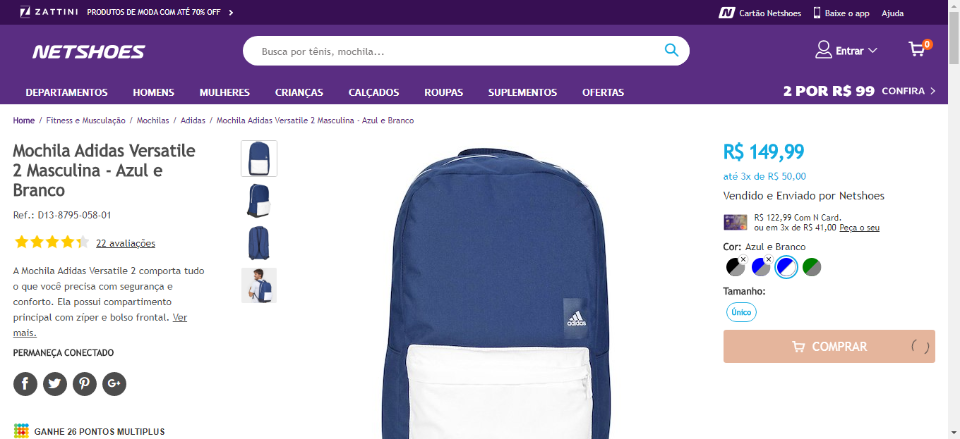 ZATTINI PRODUTOS DE MODA COM ATÉ 70% OFF
Cartão Netshoes Baixe o app Ajuda
NETSHOES
Busca por tênis, mochila...
Entrar
0
DEPARTAMENTOS HOMENS MULHERES CRIANÇAS CALÇADOS ROUPAS SUPLEMENTOS OFERTAS
2 POR R$ 99 CONFIRA
Home / Fitness e Musculação / Mochilas / Adidas / Mochila Adidas Versatile 2 Masculina - Azul e Branco
Mochila Adidas Versatile
2 Masculina - Azul e
Branco
Ref.: D13-8795-058-01
22 avaliações
A Mochila Adidas Versatile 2 comporta tudo
o que você precisa com segurança e
conforto. Ela possui compartimento
principal com zíper e bolso frontal. Ver
mais.
PERMANEÇA CONECTADO
GANHE 26 PONTOS MULTIPLUS
adidas
R$ 149,99
até 3x de R$ 50,00
Vendido e Enviado por Netshoes
R$ 122,99 Com N Card.
ou em 3x de R$ 41,00 Peça o seu
Cor: Azul e Branco
Tamanho:
Único
COMPRAR